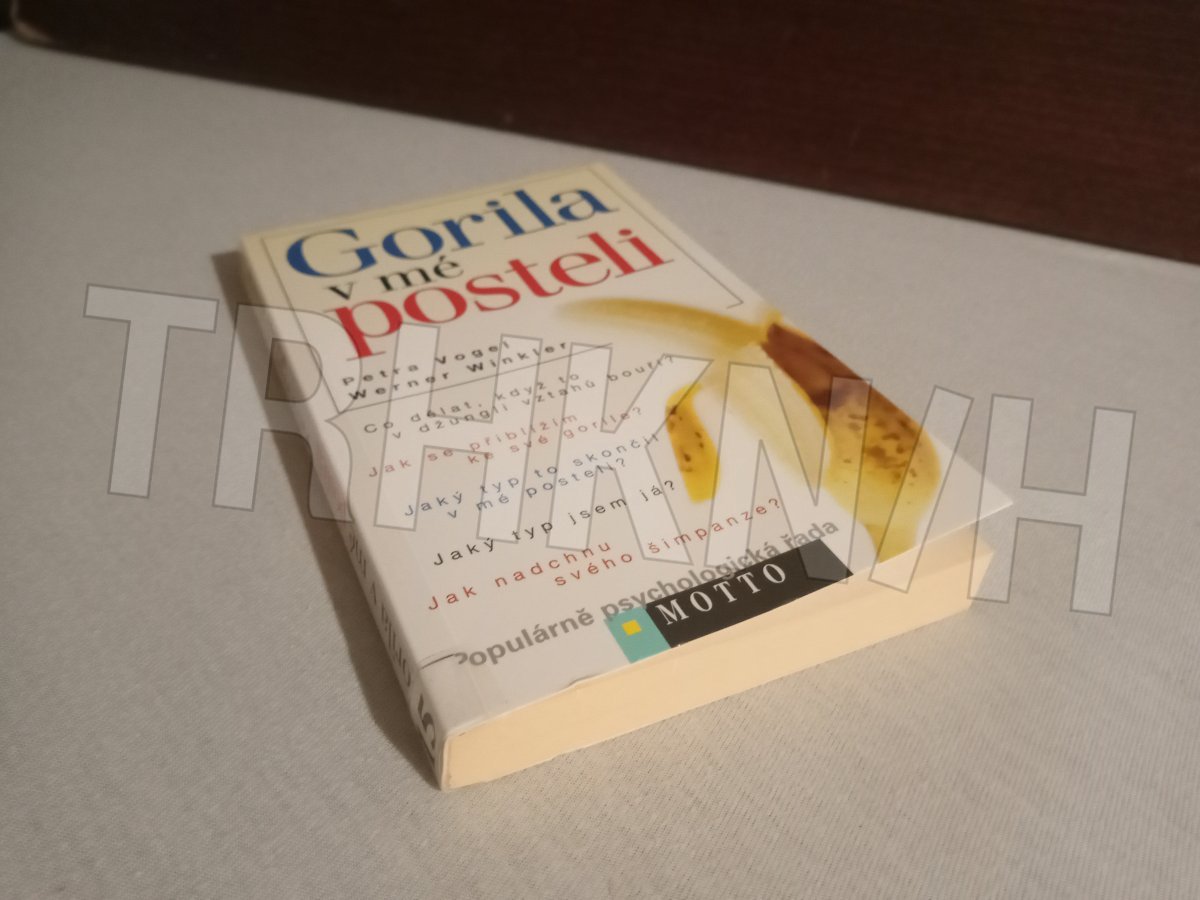 Gorila
v mé
posteli
Petra Vogel
Werner Winkler
Co dělat, když to
v džungli vztahů bouří?
Jak se přiblížím
ke své gorile?
Jaký typ to skončil
v mé posteli?
Jaký typ jsem já?
Jak nadchnu
svého šimpanze?
Populárně psychologická řada
MOTTO